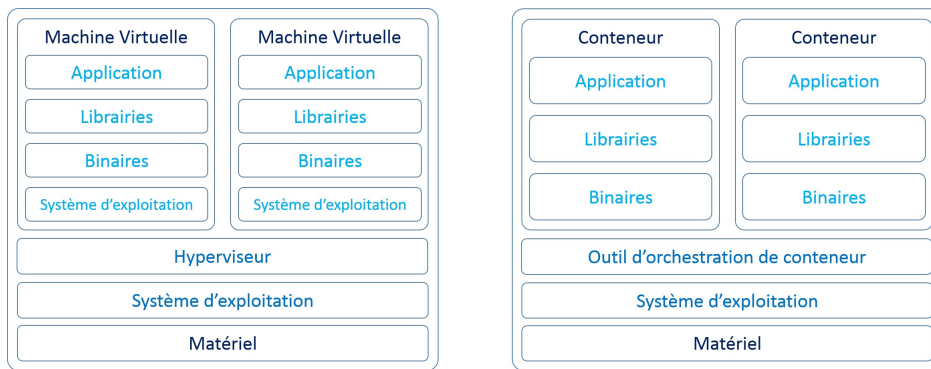 Machine Virtuelle
Application
Librairies
Binaires
Système d'exploitation
Machine Virtuelle
Application
Librairies
Binaires
Système d'exploitation
Hyperviseur
Système d'exploitation
Matériel
Conteneur
Application
Librairies
Binaires
Conteneur
Application
Librairies
Binaires
Outil d'orchestration de conteneur
Système d'exploitation
Matériel